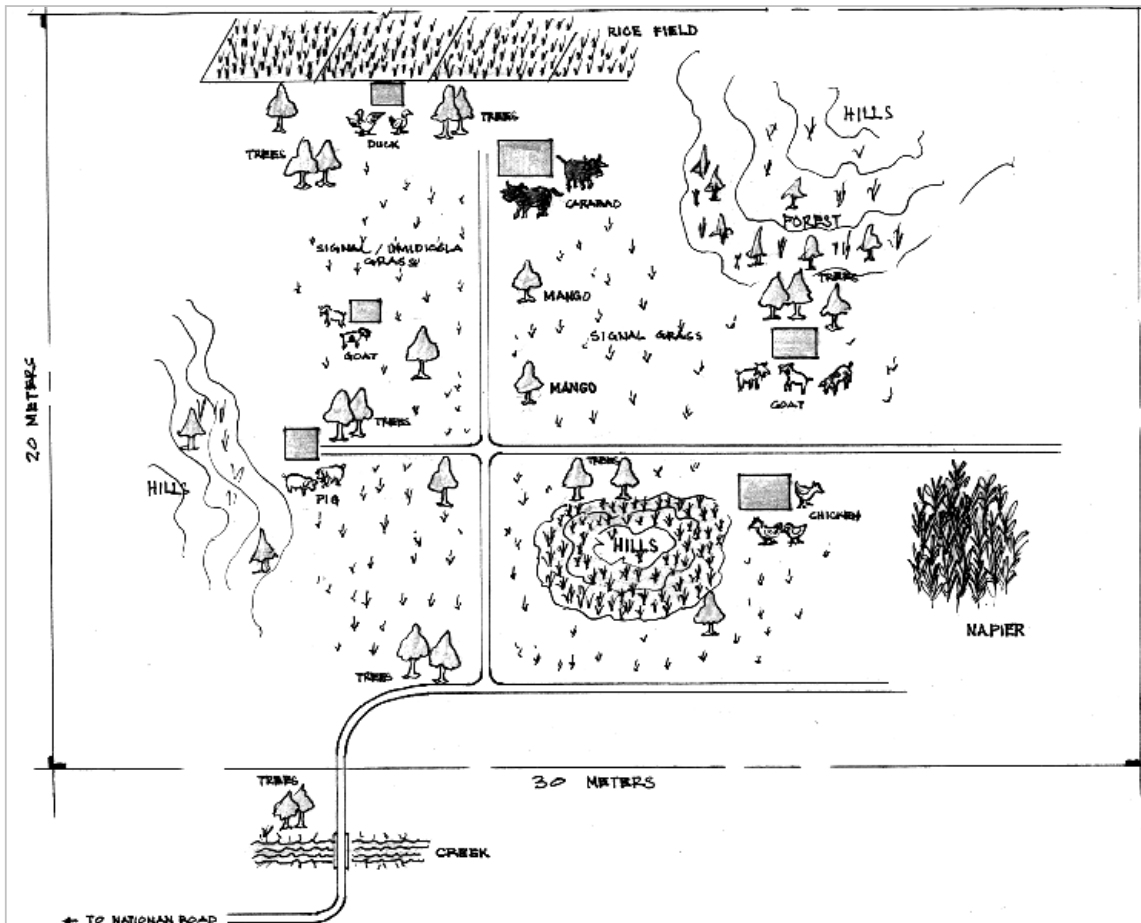 RICE FIELD
HILLS
TREES
DUCK
TREES
CARABAO
FOREST
SIGNAL / HUMIDICOLA
GRASS
TREES
MANGO
SIGNAL GRASS
GOAT
MANGO
GOAT
TREES
20 METERS
TREES
HILLS
PIG
CHICKEN
HILLS
NAPIER
TREES
30 METERS
TREES
CREEK
← TO NATIONAN ROAD